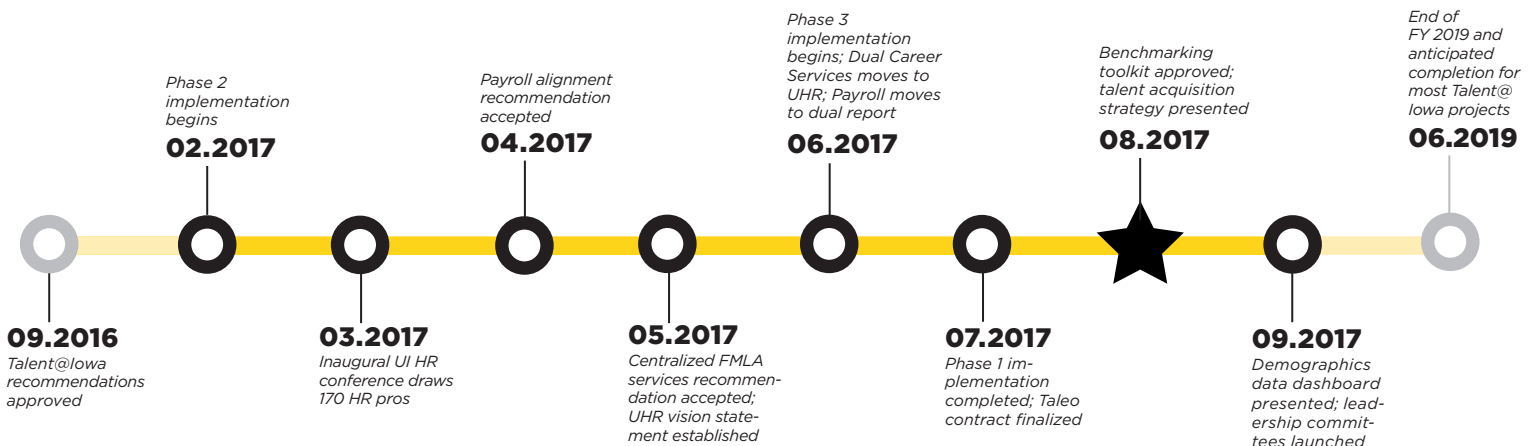 09.2016
Talent@Iowa
recommendations
approved
Phase 2
implementation
begins
02.2017
03.2017
Inaugural UI HR
conference draws
170 HR pros
Payroll alignment
recommendation
accepted
04.2017
05.2017
Centralized FMLA
services recommen-
dation accepted;
UHR vision state-
ment established
Phase 3
implementation
begins; Dual Career
Services moves to
UHR; Payroll moves
to dual report
06.2017
07.2017
Phase 1 im-
plementation
completed; Taleo
contract finalized
Benchmarking
toolkit approved;
talent acquisition
strategy presented
08.2017
09.2017
Demographics
data dashboard
presented; lead-
ership commit-
tees launched
End of
FY 2019 and
anticipated
completion for
most Talent@
Iowa projects
06.2019